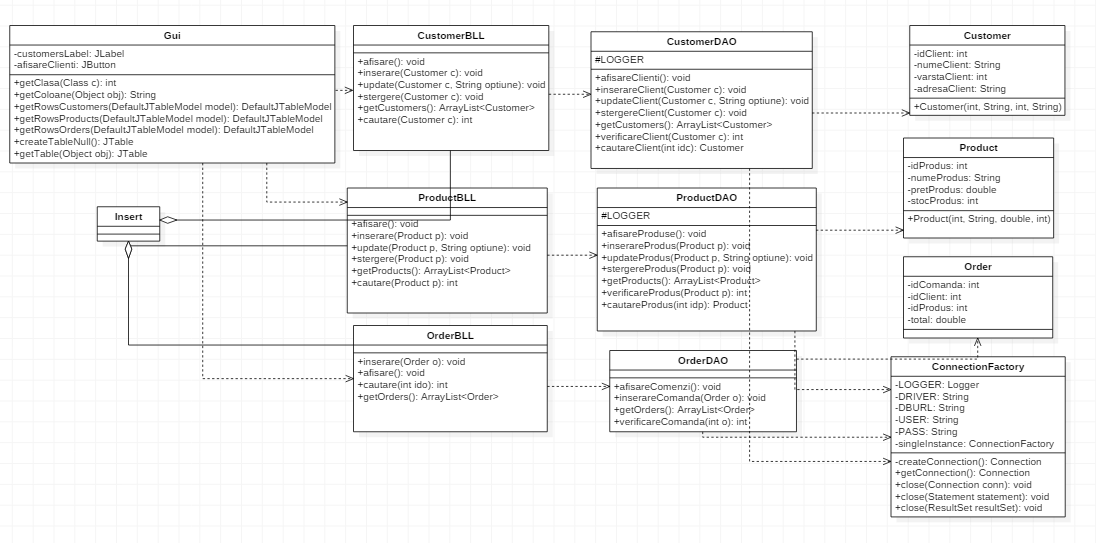 Gui
-customersLabel: JLabel
-afisareClienti: JButton
+getClasa(Class c): int
+getColoane(Object obj): String
+getRowsCustomers(DefaultJTableModel model): DefaultJTableModel
+getRowsProducts(DefaultJTableModel model): DefaultJTableModel
+getRowsOrders(DefaultJTableModel model): DefaultJTableModel
+createTableNull(): JTable
+getTable(Object obj): JTable
CustomerBLL
+afisare(): void
+inserare(Customer c): void
+update(Customer c, String optiune): void
+stergere(Customer c): void
+getCustomers(): ArrayList<Customer>
+cautare(Customer c): int
CustomerDAO
#LOGGER
+afisareClienti(): void
+inserareClient(Customer c): void
+updateClient(Customer c, String optiune): void
+stergereClient(Customer c): void
+getCustomers(): ArrayList<Customer>
+verificareClient(Customer c): int
+cautareClient(int idc): Customer
Customer
-idClient: int
-numeClient: String
-varstaClient: int
-adresaClient: String
+Customer(int, String, int, String)
Product
-idProdus: int
-numeProdus: String
-pretProdus: double
-stocProdus: int
+Product(int, String, double, int)
Insert
ProductBLL
+afisare(): void
+inserare(Product p): void
+update(Product p, String optiune): void
+stergere(Product p): void
+getProducts(): ArrayList<Product>
+cautare(Product p): int
ProductDAO
#LOGGER
+afisareProduse(): void
+inserareProdus(Product p): void
+updateProdus(Product p, String optiune): void
+stergereProdus(Product p): void
+getProducts(): ArrayList<Product>
+verificareProdus(Product p): int
+cautareProdus(int idp): Product
Order
-idComanda: int
-idClient: int
-idProdus: int
-total: double
OrderBLL
+inserare(Order o): void
+afisare(): void
+cautare(int ido): int
+getOrders(): ArrayList<Order>
OrderDAO
+afisareComenzi(): void
+inserareComanda(Order o): void
+getOrders(): ArrayList<Order>
+verificareComanda(int o): int
ConnectionFactory
-LOGGER: Logger
-DRIVER: String
-DBURL: String
-USER: String
-PASS: String
-singleInstance: ConnectionFactory
-createConnection(): Connection
+getConnection(): Connection
+close(Connection conn): void
+close(Statement statement): void
+close(ResultSet resultSet): void